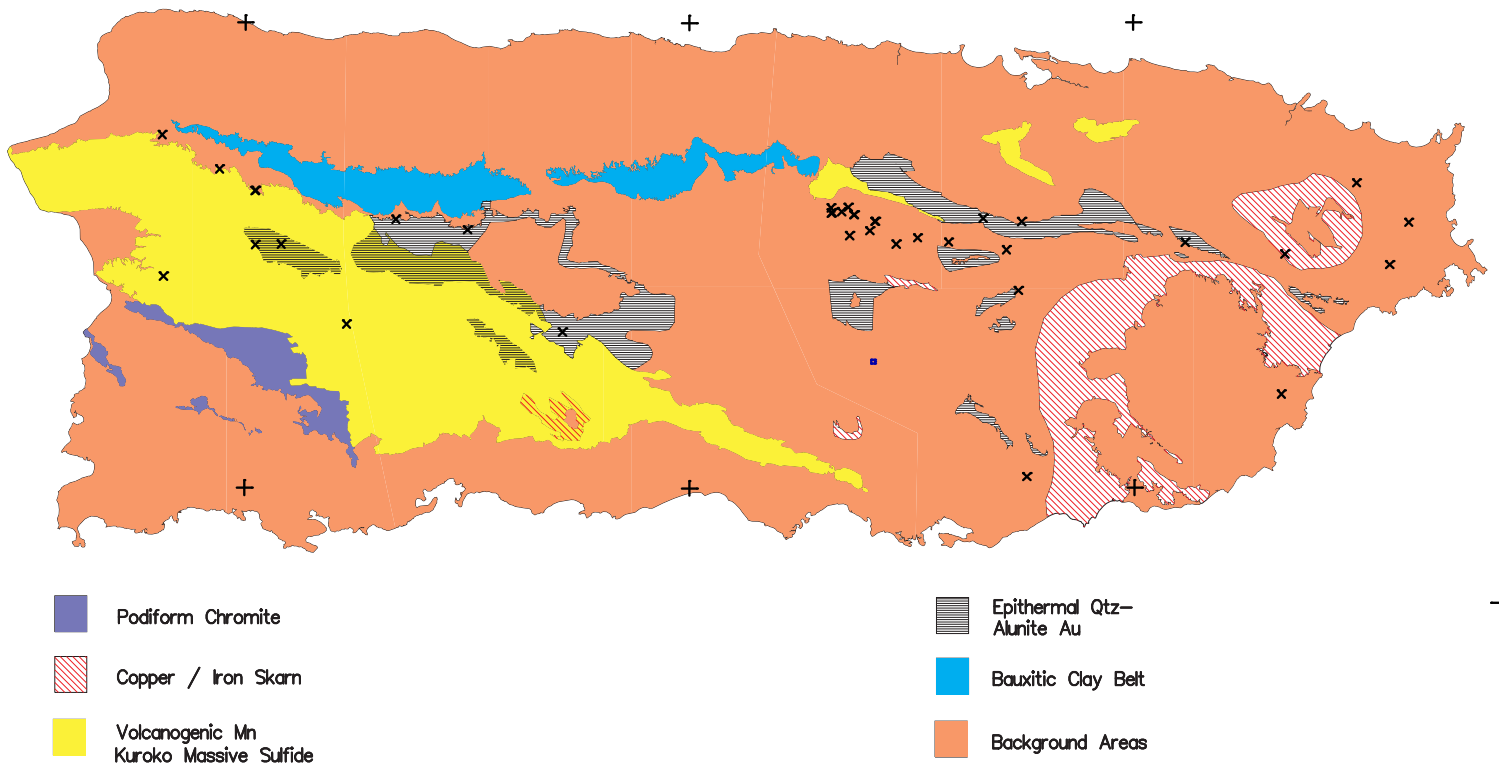 Podiform Chromite
Copper / Iron Skarn
Volcanogenic Mn
Kuroko Massive Sulfide
Epithermal Qtz-
Alunite Au
Bauxitic Clay Belt
Background Areas